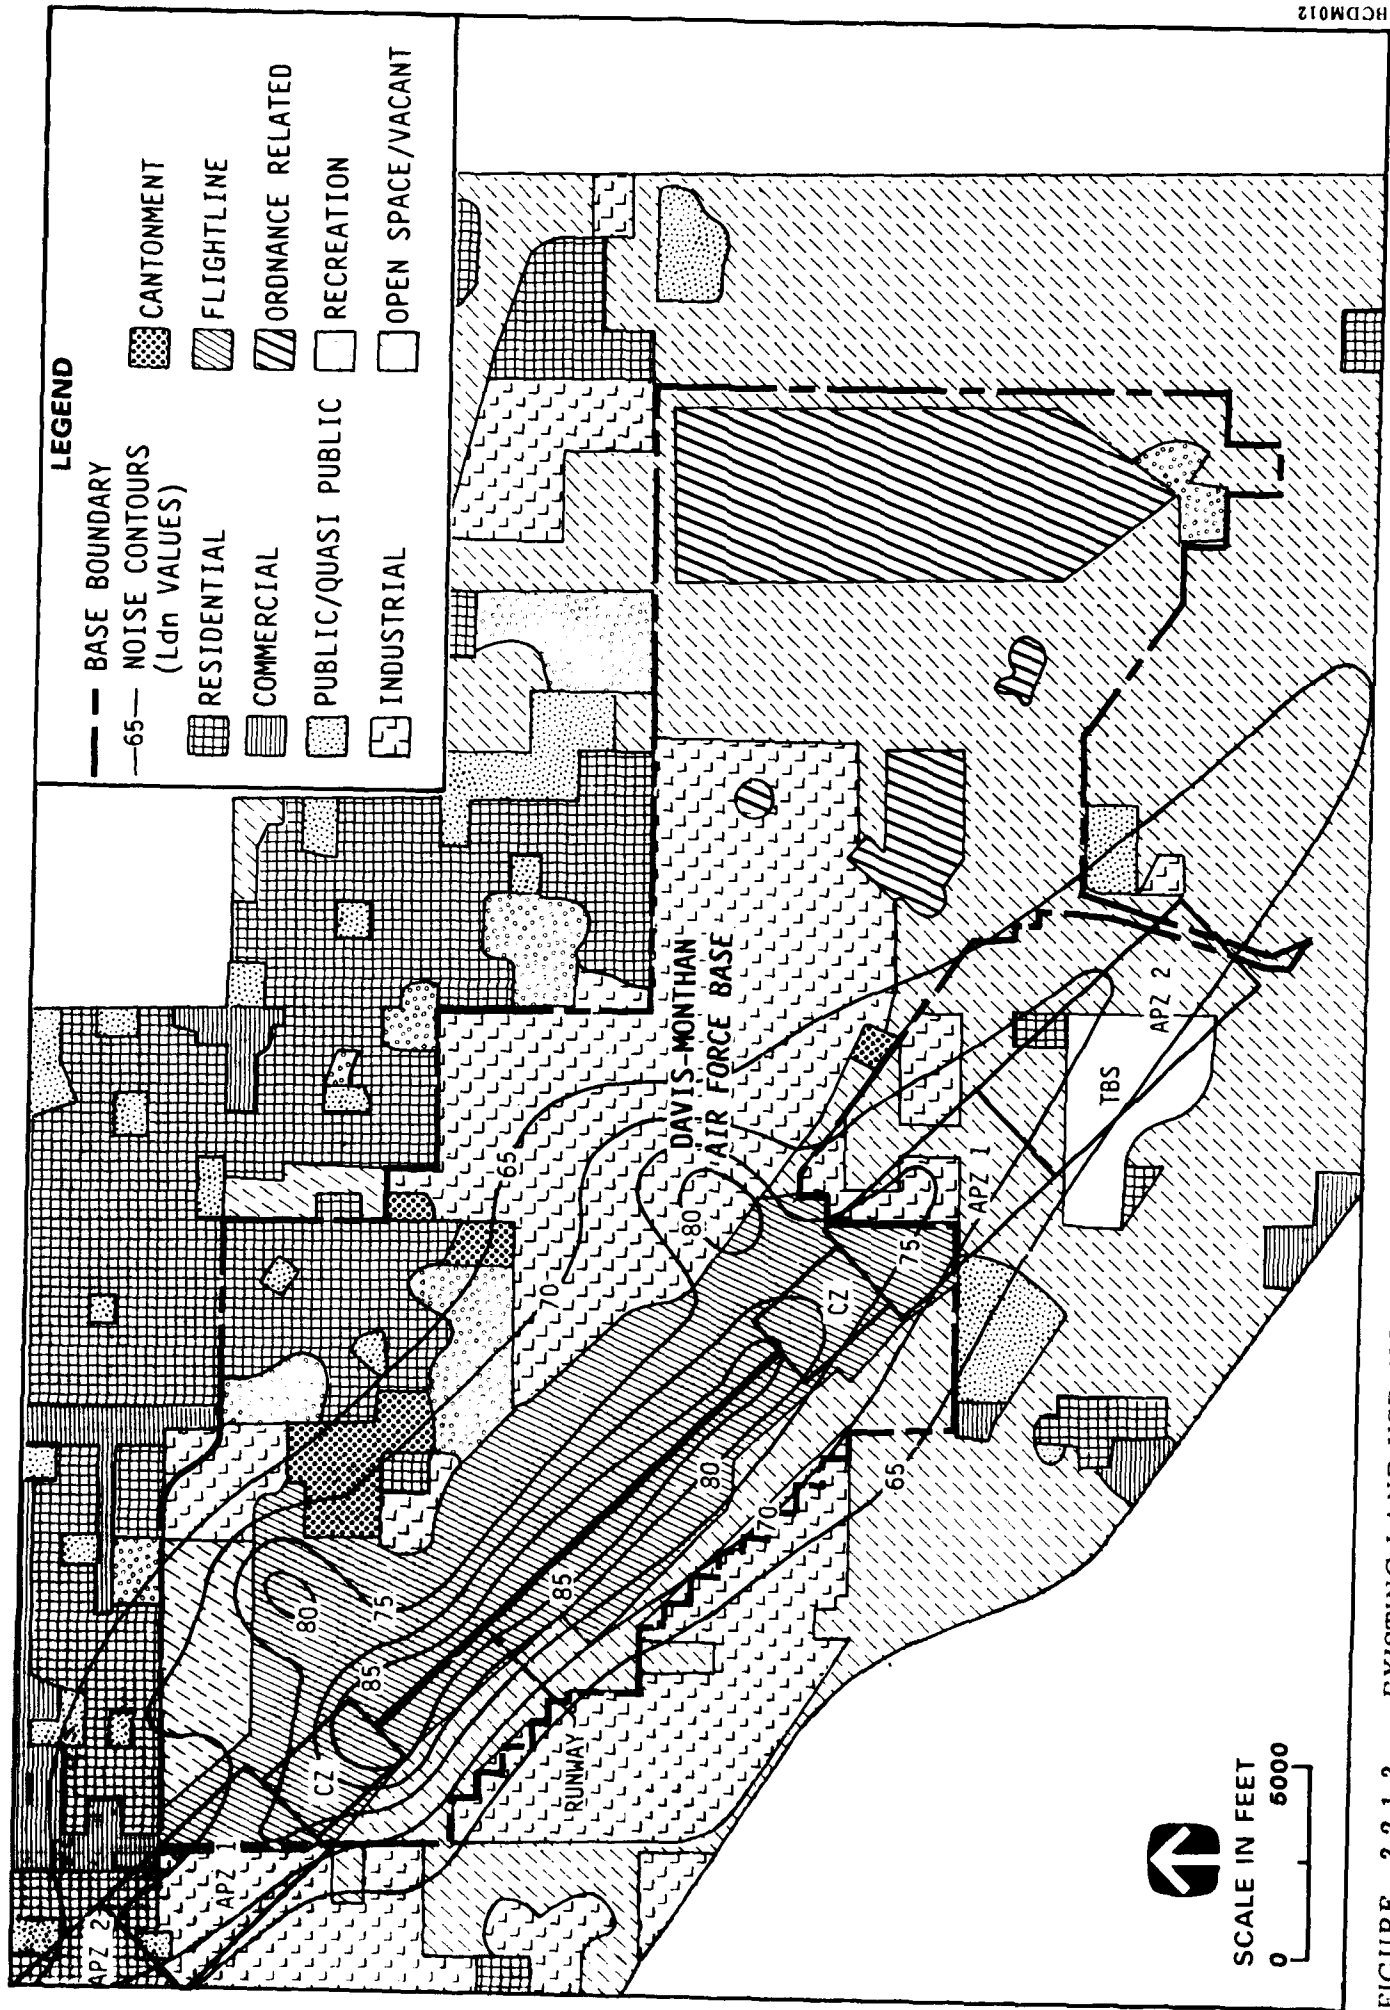 HCDM012
LEGEND
BASE BOUNDARY
—65— NOISE CONTOURS
(Ldn VALUES)
RESIDENTIAL
COMMERCIAL
PUBLIC/QUASI PUBLIC
INDUSTRIAL
CANTONMENT
FLIGHTLINE
ORDNANCE RELATED
RECREATION
OPEN SPACE/VACANT
APZ 2
APZ 1
CZ
85
80
75
70
65
85
80
70
65
RUNWAY
80
CZ
75
DAVIS-MONTHAN
AIR FORCE BASE
APZ 1
TBS
APZ 2
SCALE IN FEET
0 5000